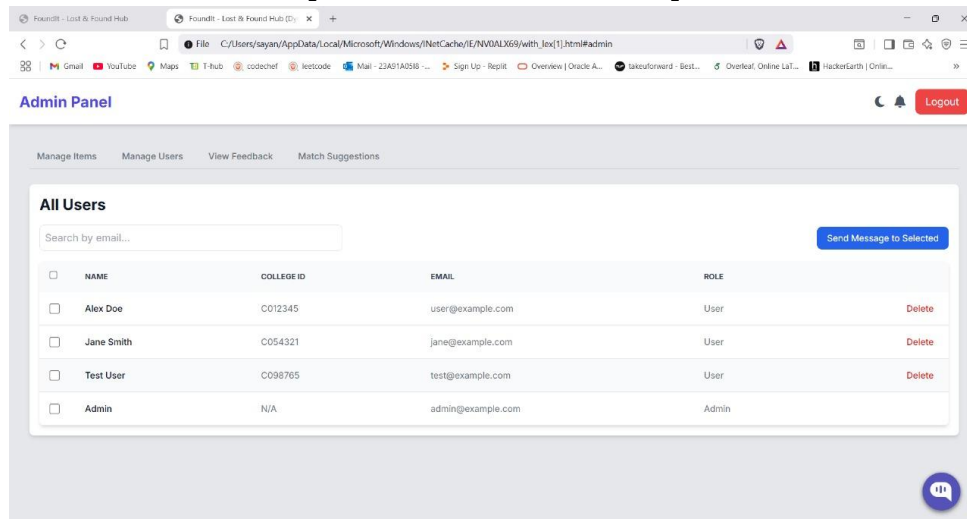 FoundIt - Lost & Found Hub
FoundIt - Lost & Found Hub (Dy
File C:/Users/sayan/AppData/Local/Microsoft/Windows/INetCache/IE/NV0ALX69/with_lex[1].html#admin
Gmail YouTube Maps T-hub codechef leetcode Mail - 23A91A05I8 -... Sign Up - Replit Overview | Oracle A... takeuforward - Best... Overleaf, Online LaT... HackerEarth | Onlin... »
Admin Panel Logout
Manage Items Manage Users View Feedback Match Suggestions
All Users
Search by email...
Send Message to Selected
NAME COLLEGE ID EMAIL ROLE
Alex Doe C012345 user@example.com User Delete
Jane Smith C054321 jane@example.com User Delete
Test User C098765 test@example.com User Delete
Admin N/A admin@example.com Admin